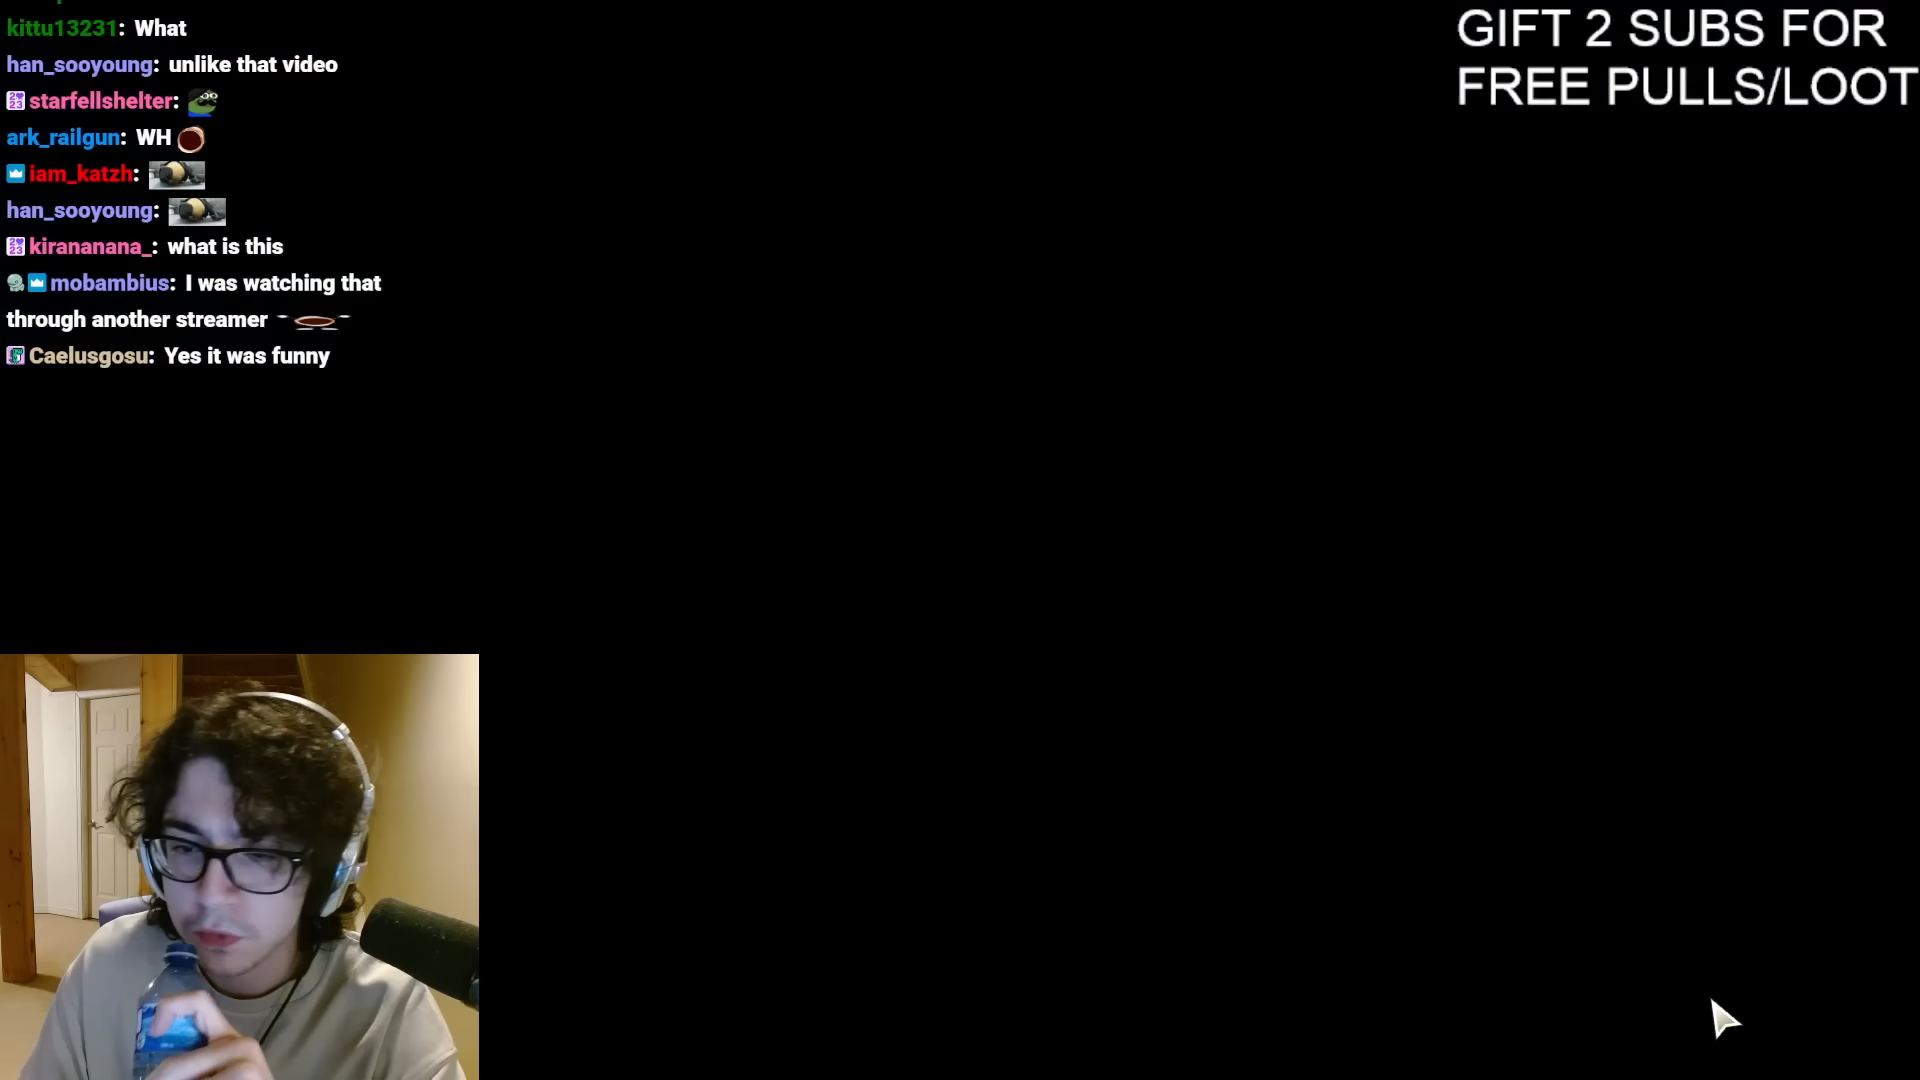 kittu13231: What
han_sooyoung: unlike that video
starfellshelter:
ark_railgun: WH
iam_katzh:
han_sooyoung:
kirananana_: what is this
mobambius: I was watching that
through another streamer
Caelusgosu: Yes it was funny
GIFT 2 SUBS FOR
FREE PULLS/LOOT